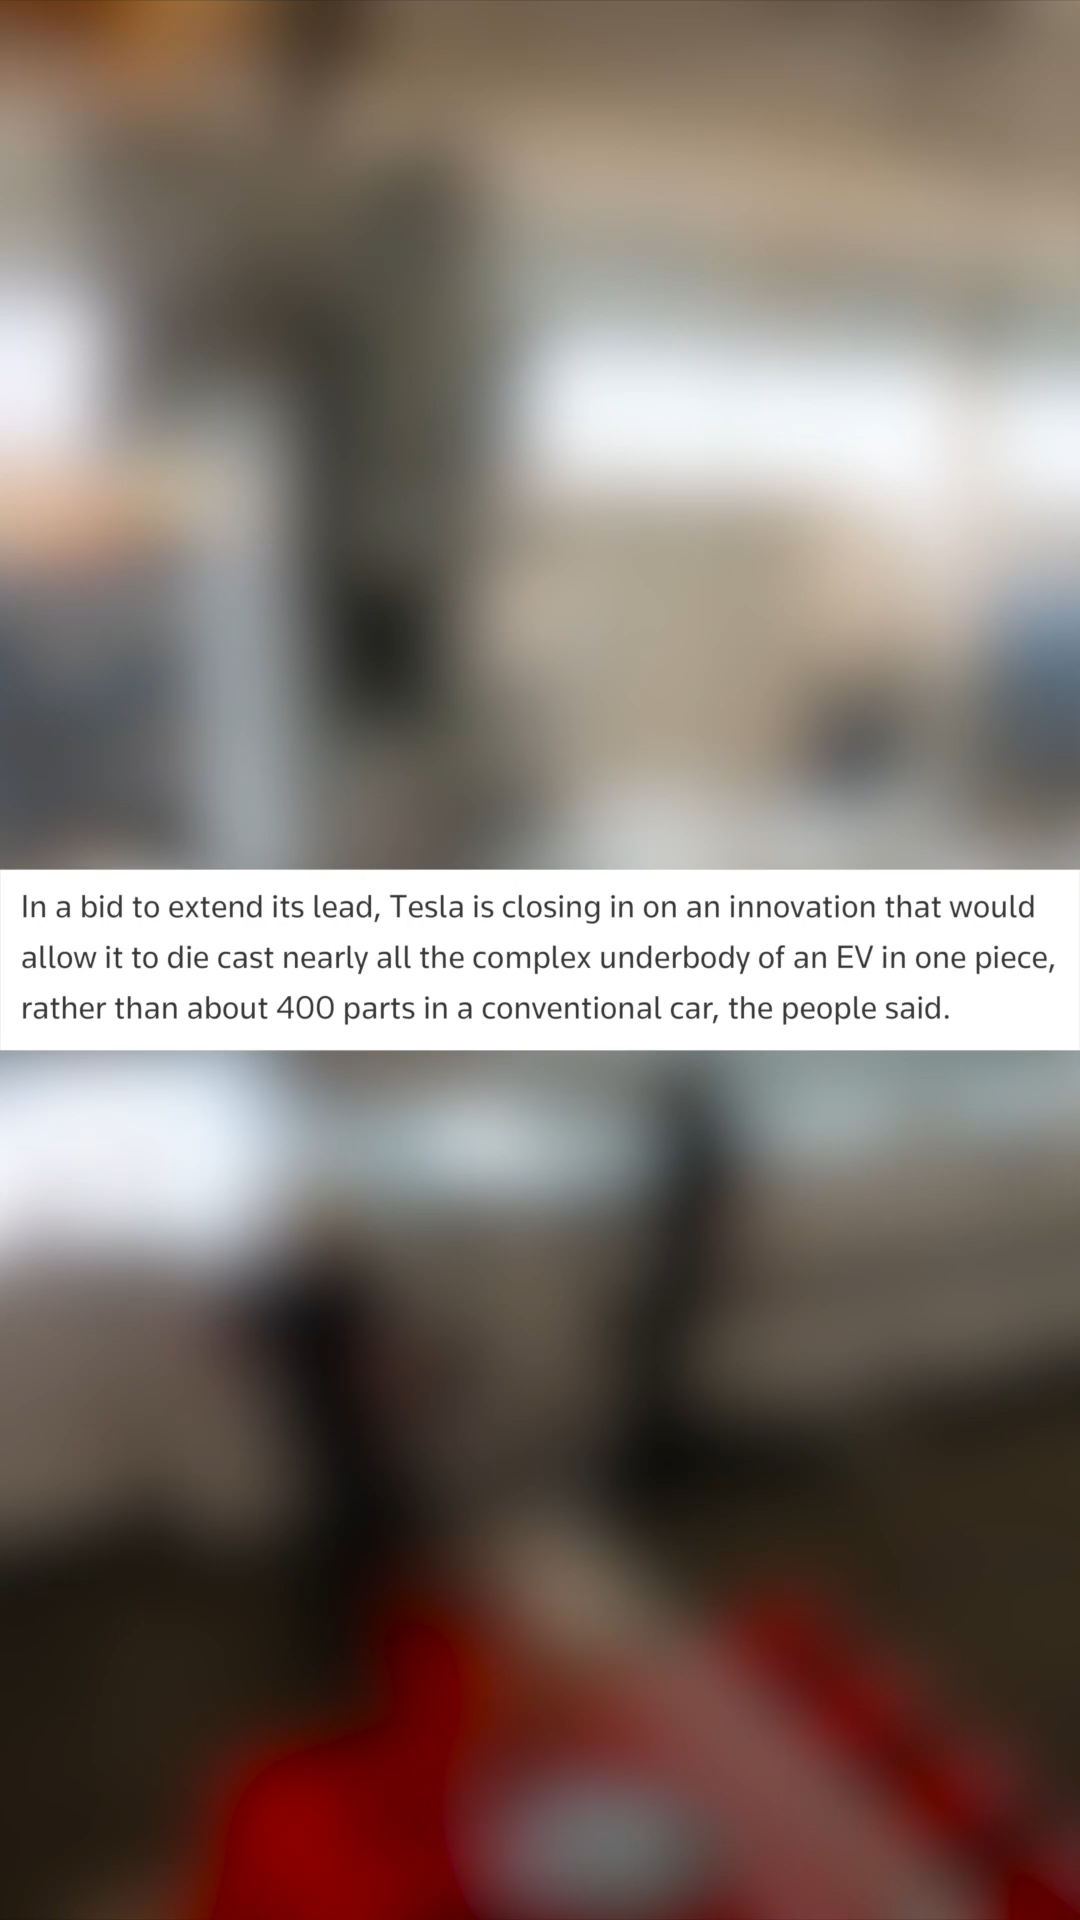 In a bid to extend its lead, Tesla is closing in on an innovation that would
allow it to die cast nearly all the complex underbody of an EV in one piece,
rather than about 400 parts in a conventional car, the people said.